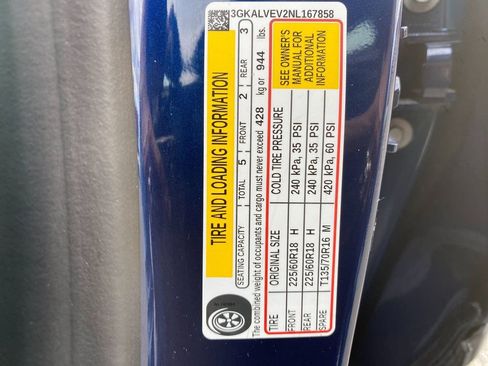 3GKALVEV2NL167858
TIRE AND LOADING INFORMATION
SEATING CAPACITY TOTAL 5 FRONT 2 REAR 3
The combined weight of occupants and cargo must never exceed 428 kg or 944 lbs.
TIRE ORIGINAL SIZE COLD TIRE PRESSURE
FRONT 225/60R18 H 240 kPa, 35 PSI
REAR 225/60R18 H 240 kPa, 35 PSI
SPARE T135/70R16 M 420 kPa, 60 PSI
SEE OWNER'S
MANUAL FOR
ADDITIONAL
INFORMATION